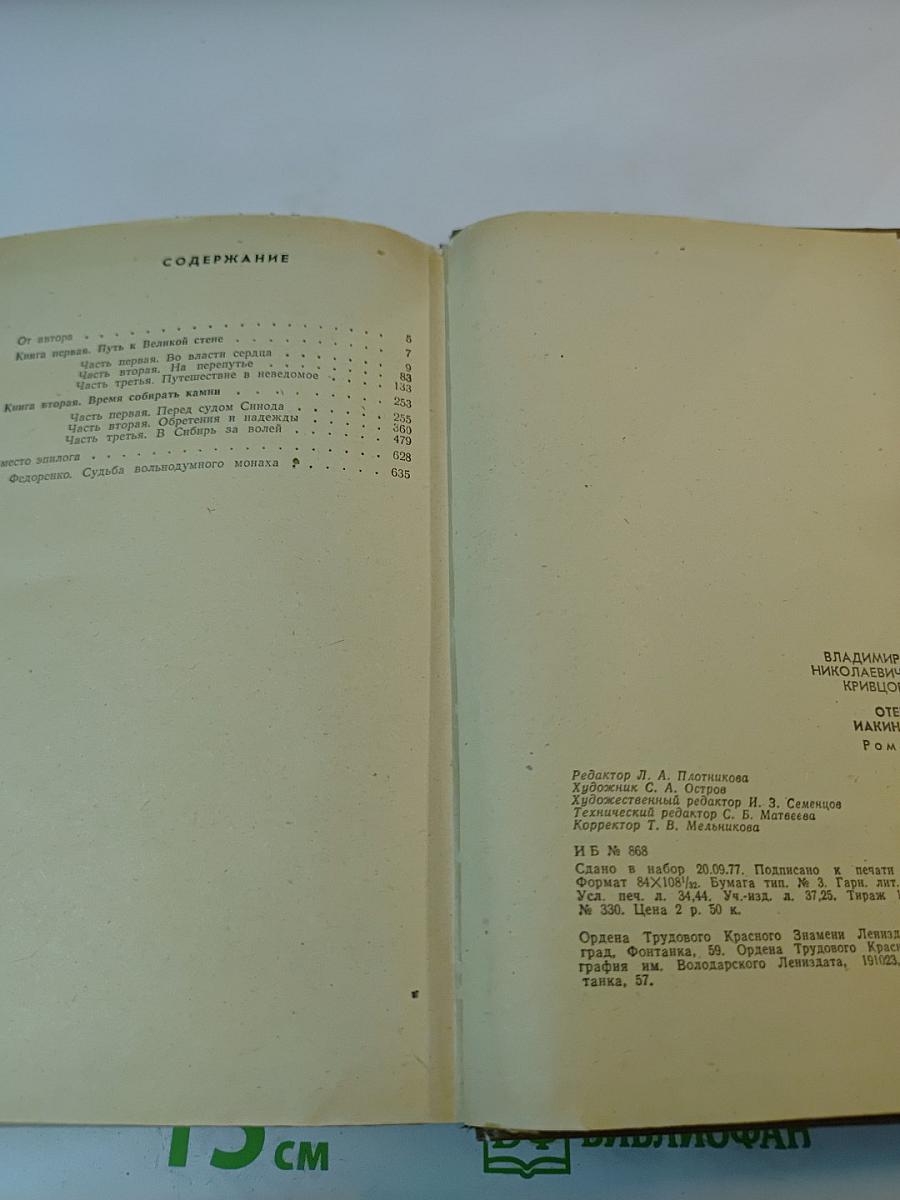 СОДЕРЖАНИЕ
От автора 5
Книга первая. Путь к Великой стене 7
Часть первая. Во власти сердца 9
Часть вторая. На перепутье 83
Часть третья. Путешествие в неведомое 133
Книга вторая. Время собирать камни 253
Часть первая. Перед судом Синода 255
Часть вторая. Обретения и надежды 360
Часть третья. В Сибирь за волей 479
место эпилога 628
Федоренко. Судьба вольнодумного монаха 635
ВЛАДИМИР
НИКОЛАЕВИЧ
КРИВЦОВ
ОТЕ
ИАКИН
Ром
Редактор Л. А. Плотникова
Художник С. А. Остров
Художественный редактор И. З. Семенцов
Технический редактор С. Б. Матвеева
Корректор Т. В. Мельникова
ИБ № 868
Сдано в набор 20.09.77. Подписано к печати
Формат 84×108¹/₃₂. Бумага тип. № 3. Гарн. лит.
Усл. печ. л. 34,44. Уч.-изд. л. 37,25. Тираж
№ 330. Цена 2 р. 50 к.
Ордена Трудового Красного Знамени Ленизд
град, Фонтанка, 59. Ордена Трудового Крас
графия им. Володарского Лениздата, 191023,
танка, 57.
15 см
БИБЛИОФАН